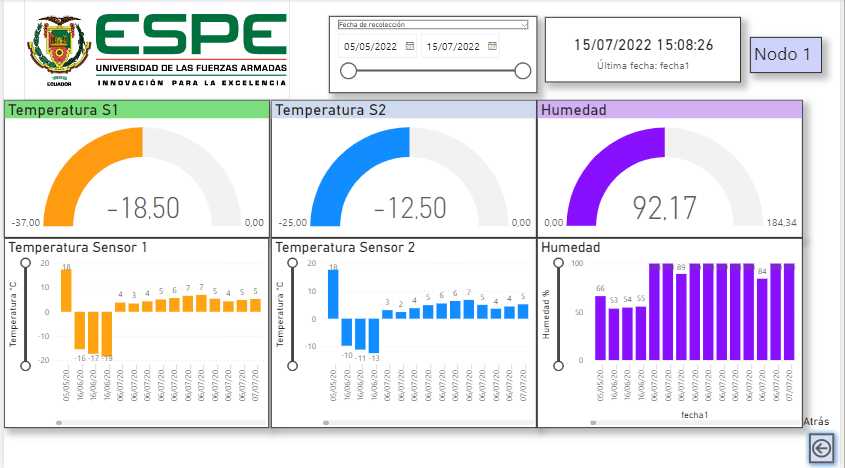 ESPE
UNIVERSIDAD DE LAS FUERZAS ARMADAS
INNOVACIÓN PARA LA EXCELENCIA
ECUADOR
Fecha de recolección
05/05/2022 15/07/2022
15/07/2022 15:08:26
Última fecha: fecha1
Nodo 1
Temperatura S1
-18,50
-37,00 0,00
Temperatura S2
-12,50
-25,00 0,00
Humedad
92,17
0,00 184,34
Temperatura Sensor 1
Temperatura °C
20
10
0
-10
-20
18 -16 -17 -19 4 3 4 5 6 7 7 5 4 5 5
05/05/20... 16/06/20... 16/06/20... 16/06/20... 06/07/20... 06/07/20... 06/07/20... 06/07/20... 06/07/20... 06/07/20... 06/07/20... 06/07/20... 06/07/20... 06/07/20... 07/07/20...
Temperatura Sensor 2
Temperatura °C
20
10
0
-10
18 -10 -11 -13 3 2 4 5 5 6 7 5 4 4 5
05/05/20... 16/06/20... 16/06/20... 16/06/20... 06/07/20... 06/07/20... 06/07/20... 06/07/20... 06/07/20... 06/07/20... 06/07/20... 06/07/20... 06/07/20... 06/07/20... 07/07/20...
Humedad
Humedad %
100
50
0
66 53 54 55 89 84
05/05/20... 16/06/20... 16/06/20... 16/06/20... 06/07/20... 06/07/20... 06/07/20... 06/07/20... 06/07/20... 06/07/20... 06/07/20... 06/07/20... 06/07/20... 06/07/20... 07/07/20...
fecha1
Atrás